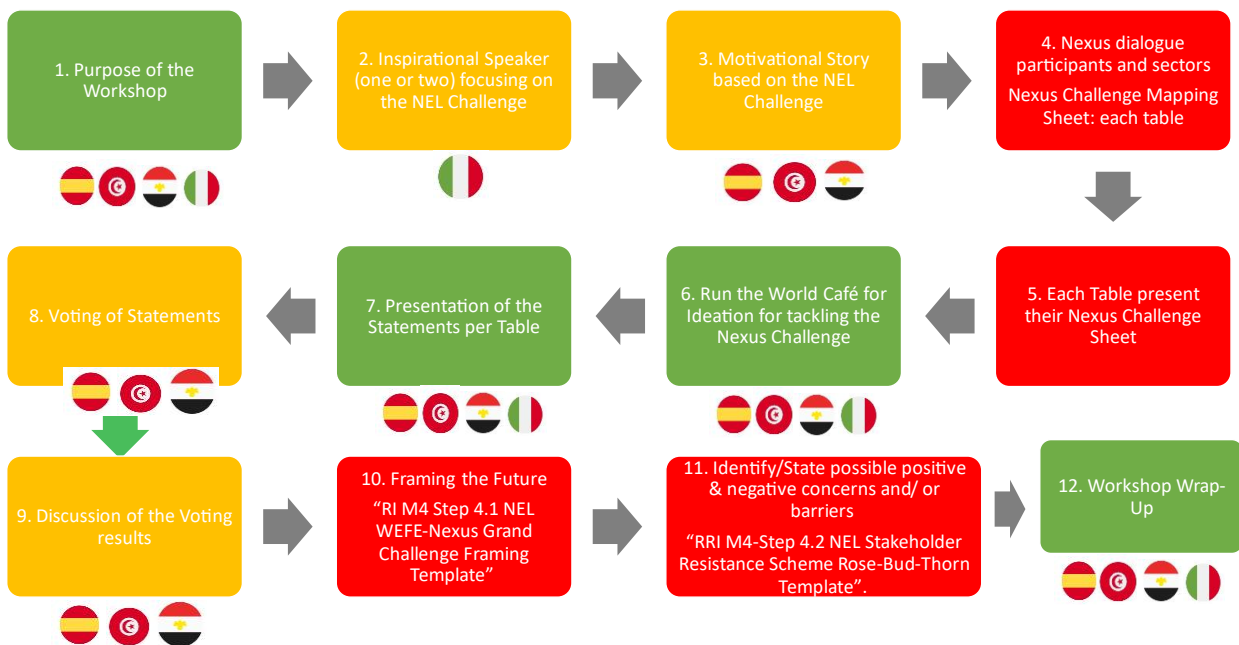 1. Purpose of the
Workshop
2. Inspirational Speaker
(one or two) focusing on
the NEL Challenge
3. Motivational Story
based on the NEL
Challenge
4. Nexus dialogue
participants and sectors
Nexus Challenge Mapping
Sheet: each table
5. Each Table present
their Nexus Challenge
Sheet
6. Run the World Café for
Ideation for tackling the
Nexus Challenge
7. Presentation of the
Statements per Table
8. Voting of Statements
9. Discussion of the Voting
results
10. Framing the Future
“RI M4 Step 4.1 NEL
WEFE-Nexus Grand
Challenge Framing
Template”
11. Identify/State possible positive
& negative concerns and/ or
barriers
“RRI M4-Step 4.2 NEL Stakeholder
Resistance Scheme Rose-Bud-Thorn
Template”.
12. Workshop Wrap-
Up